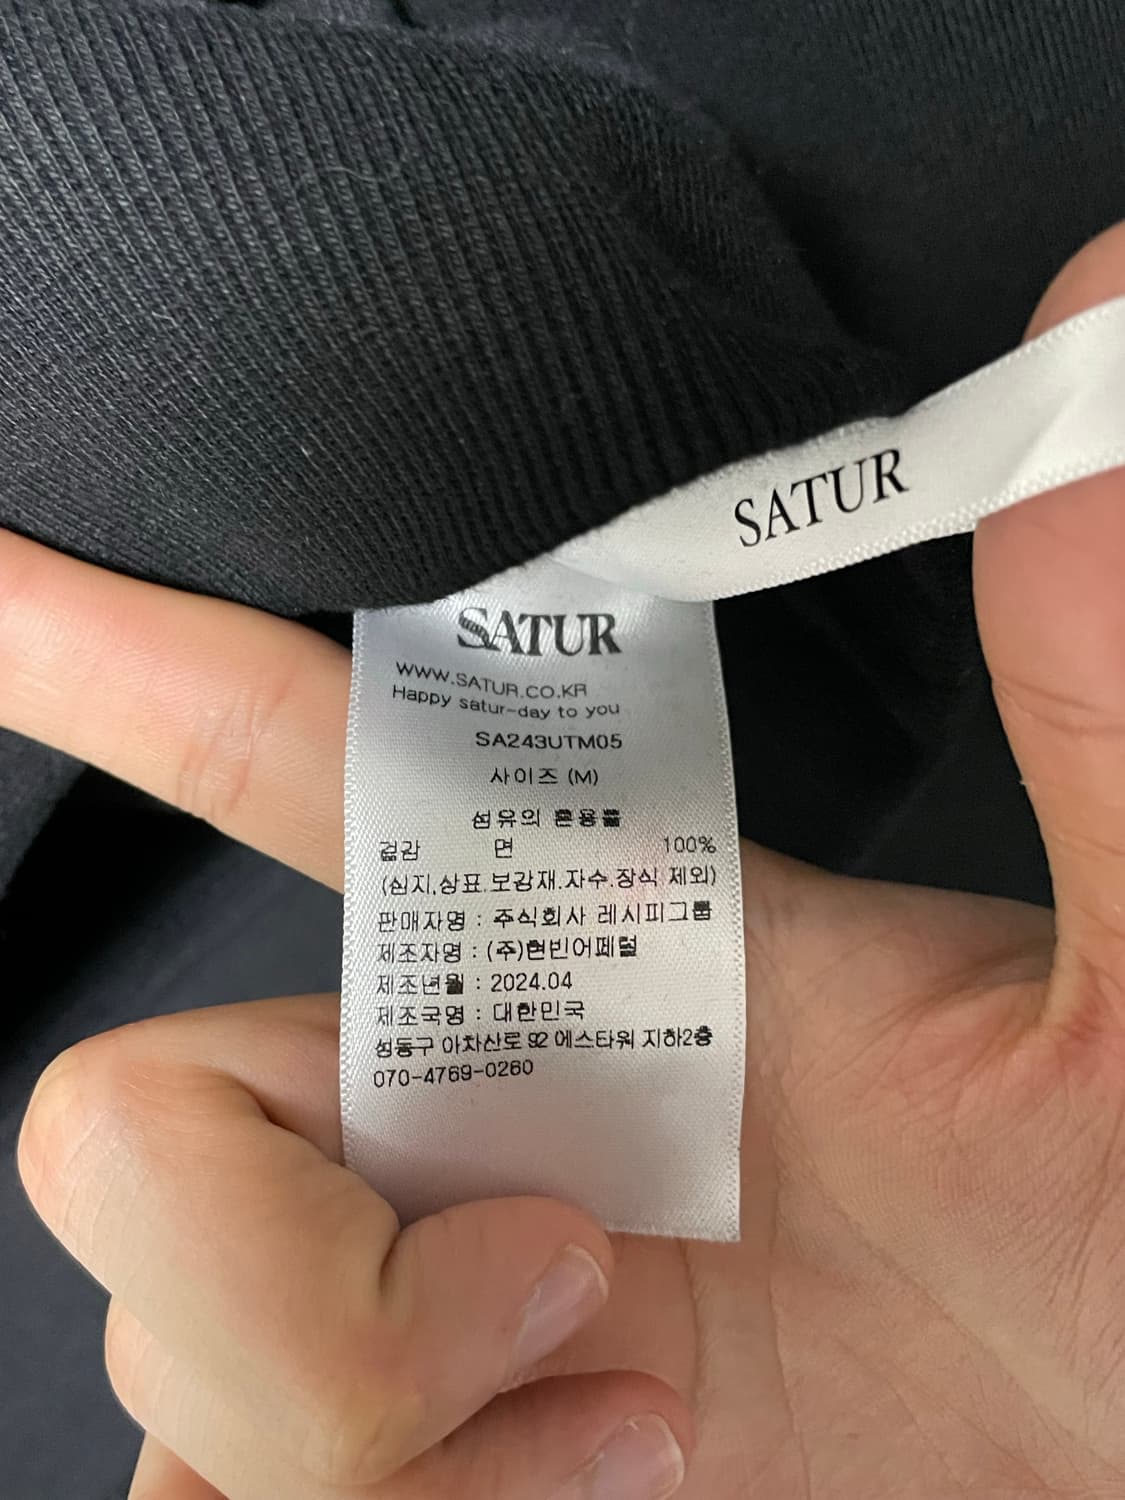 SATUR
SATUR
WWW.SATUR.CO.KR
Happy satur-day to you
SA243UTM05
사이즈 (M)
섬유의 혼용률
겉감 면 100%
(심지,상표.보강재.자수.장식 제외)
판매자명 : 주식회사 레시피그룹
제조자명 : (주)현빈어페럴
제조년월 : 2024.04
제조국명 : 대한민국
성동구 아차산로 92 에스타워 지하2층
070-4769-0260